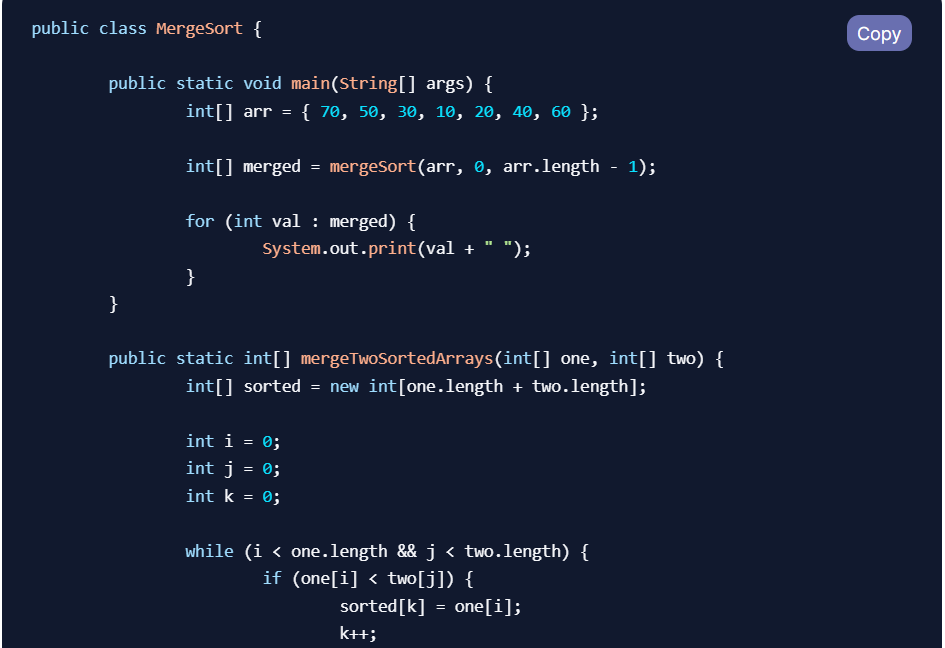 public class MergeSort {
Copy
public static void main(String[] args) {
int[] arr = { 70, 50, 30, 10, 20, 40, 60 };
int[] merged = mergeSort(arr, 0, arr.length - 1);
for (int val : merged) {
System.out.print(val + " ");
}
}
public static int[] mergeTwoSortedArrays(int[] one, int[] two) {
int[] sorted = new int[one.length + two.length];
int i = 0;
int j = 0;
int k = 0;
while (i < one.length && j < two.length) {
if (one[i] < two[j]) {
sorted[k] = one[i];
k++;